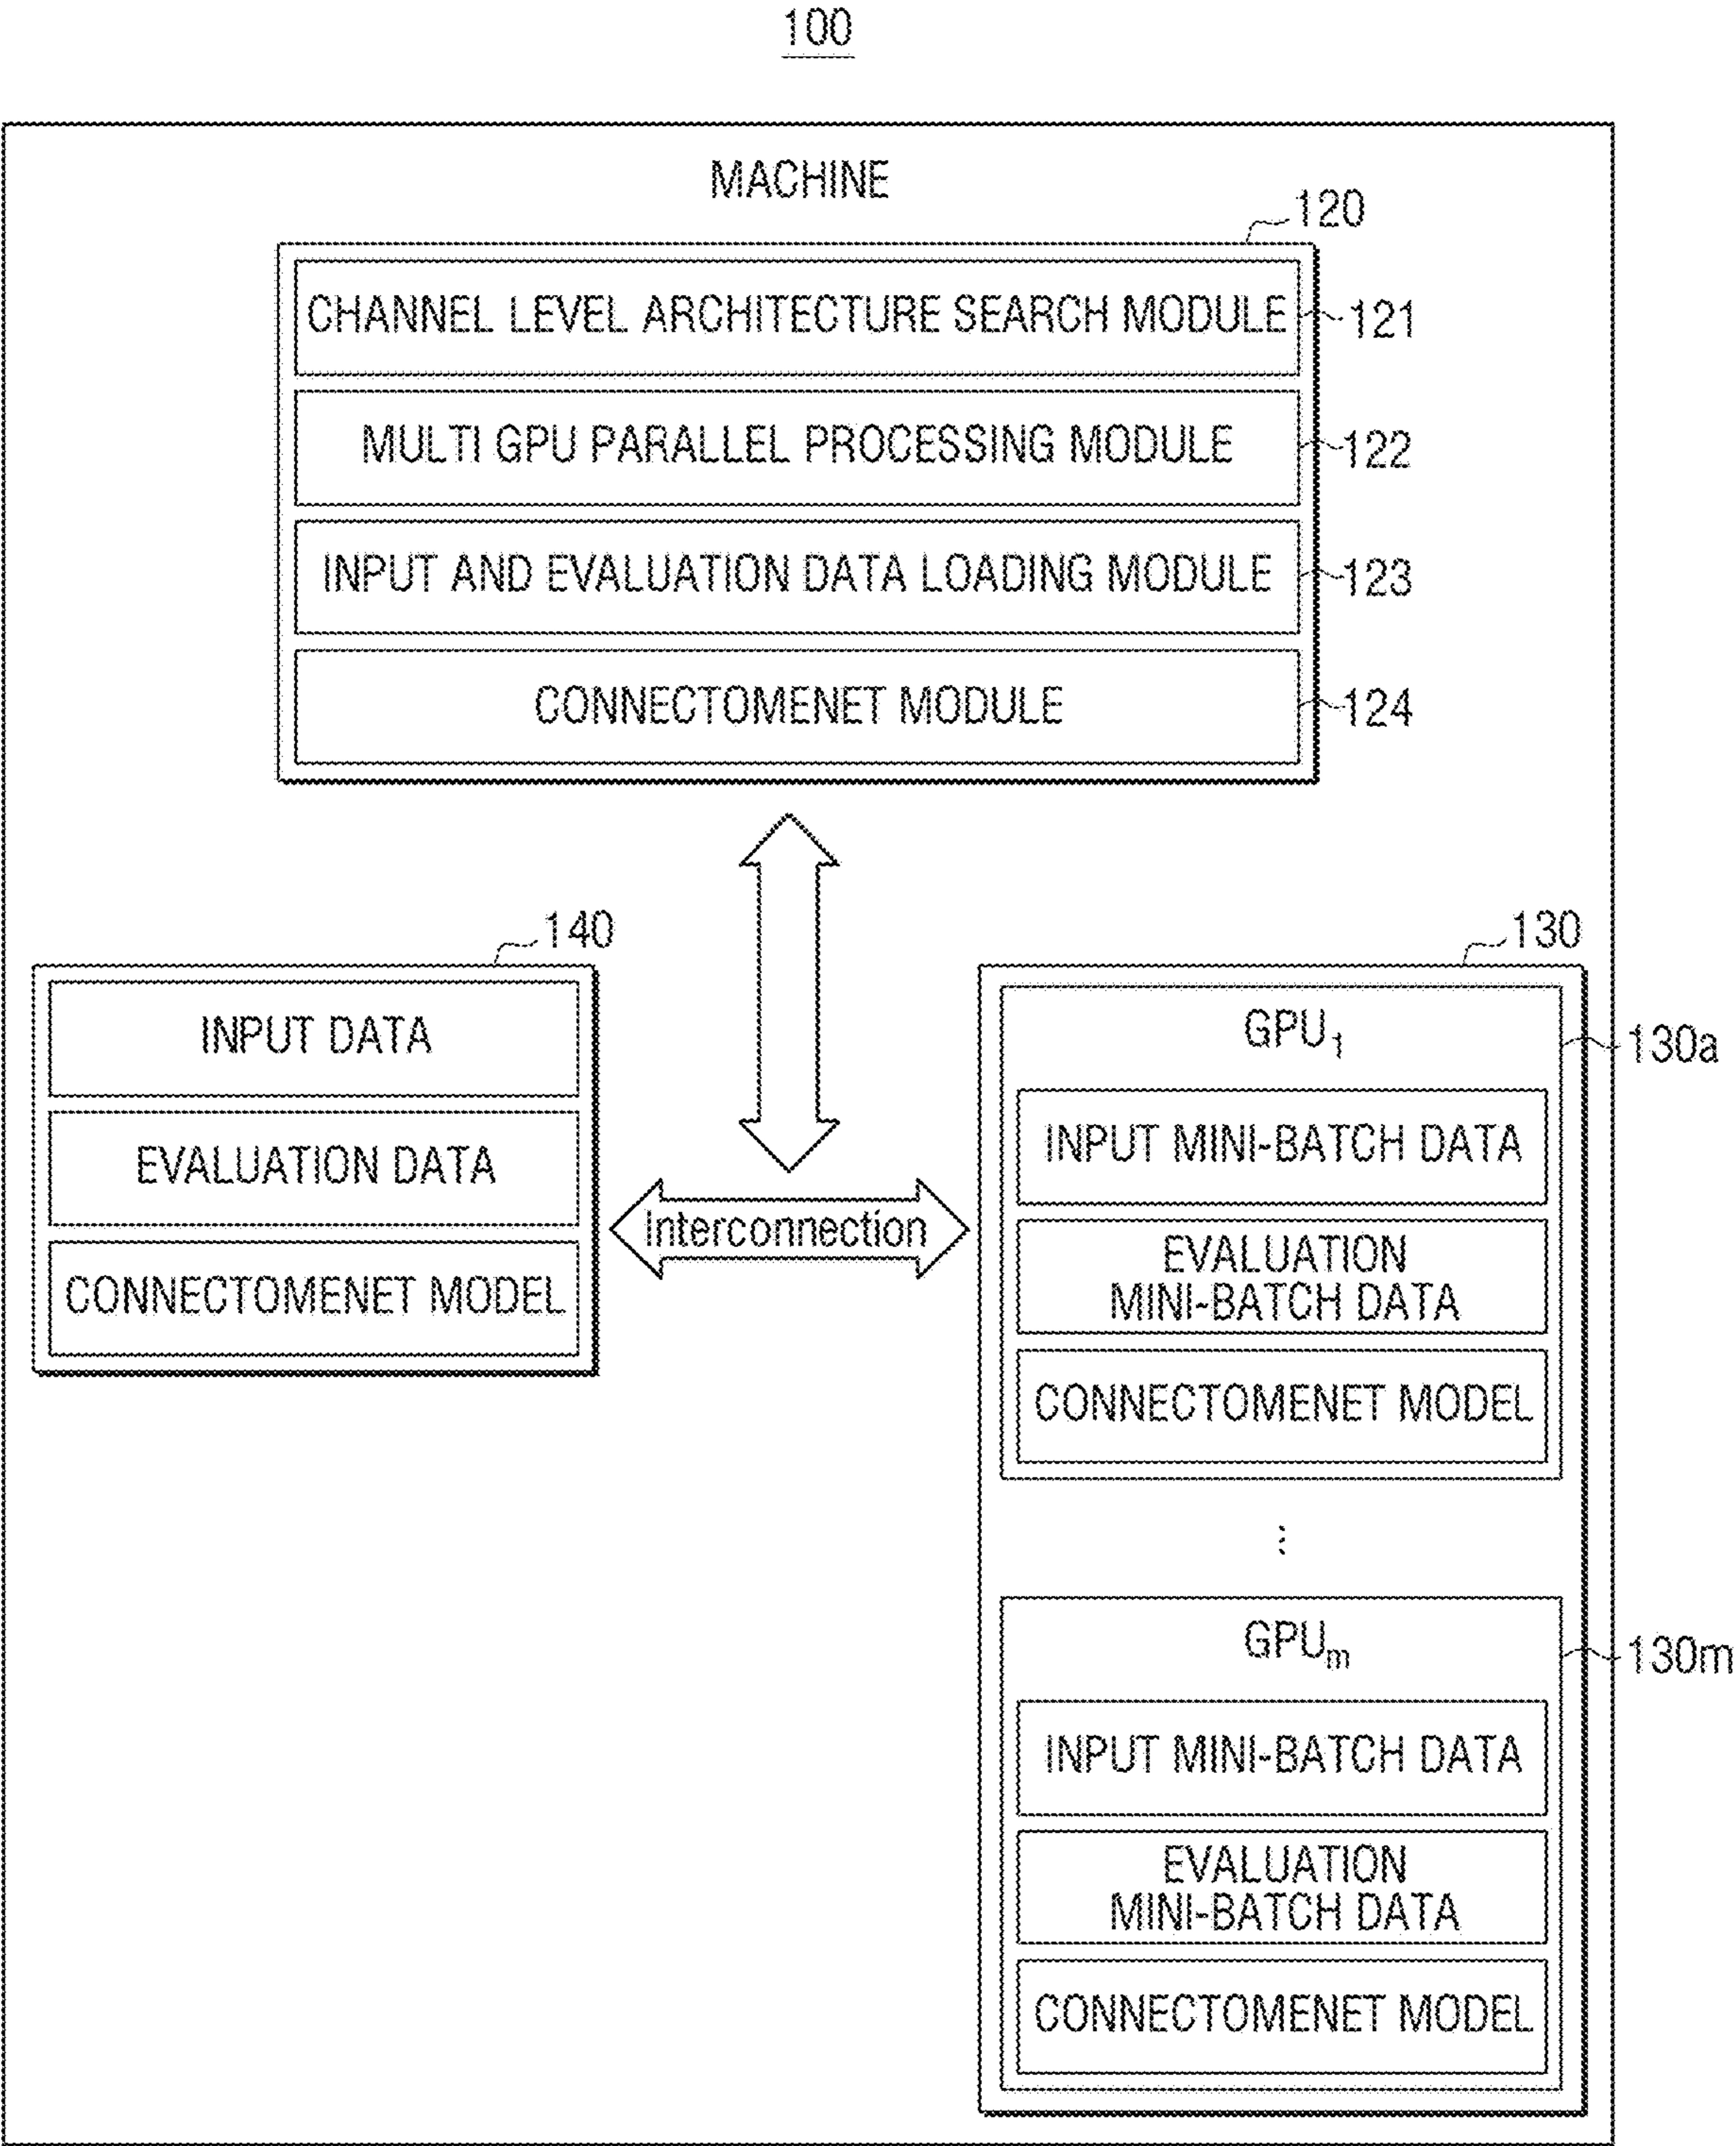 100
MACHINE
120
CHANNEL LEVEL ARCHITECTURE SEARCH MODULE 121
MULTI GPU PARALLEL PROCESSING MODULE 122
INPUT AND EVALUATION DATA LOADING MODULE 123
CONNECTOMENET MODULE 124
140
INPUT DATA
EVALUATION DATA
CONNECTOMENET MODEL
Interconnection
130
GPU1 130a
INPUT MINI-BATCH DATA
EVALUATION
MINI-BATCH DATA
CONNECTOMENET MODEL
⋮
GPUm 130m
INPUT MINI-BATCH DATA
EVALUATION
MINI-BATCH DATA
CONNECTOMENET MODEL